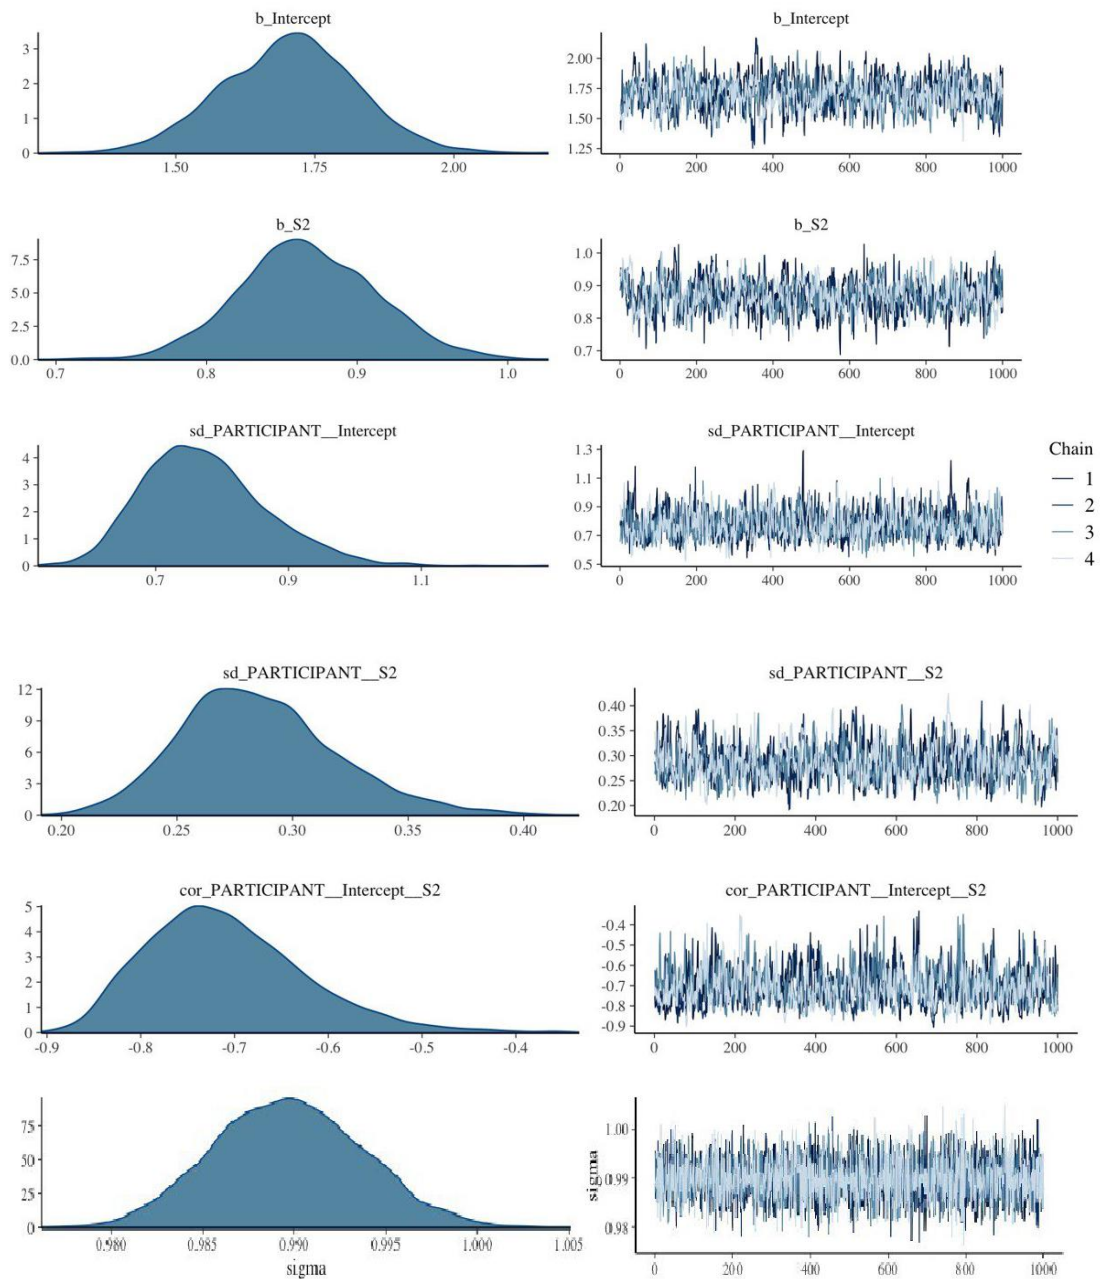 b_Intercept
3
2
1
0
1.50 1.75 2.00
b_Intercept
2.00
1.75
1.50
1.25
0 200 400 600 800 1000
b_S2
7.5
5.0
2.5
0.0
0.7 0.8 0.9 1.0
b_S2
1.0
0.9
0.8
0.7
0 200 400 600 800 1000
sd_PARTICIPANT__Intercept
4
3
2
1
0
0.7 0.9 1.1
sd_PARTICIPANT__Intercept
1.3
1.1
0.9
0.7
0.5
0 200 400 600 800 1000
Chain
1
2
3
4
sd_PARTICIPANT__S2
12
9
6
3
0
0.20 0.25 0.30 0.35 0.40
sd_PARTICIPANT__S2
0.40
0.35
0.30
0.25
0.20
0 200 400 600 800 1000
cor_PARTICIPANT__Intercept__S2
5
4
3
2
1
0
-0.9 -0.8 -0.7 -0.6 -0.5 -0.4
cor_PARTICIPANT__Intercept__S2
-0.4
-0.5
-0.6
-0.7
-0.8
-0.9
0 200 400 600 800 1000
75
50
25
0
0.980 0.985 0.990 0.995 1.000 1.005
sigma
sigma
1.00
0.99
0.98
0 200 400 600 800 1000